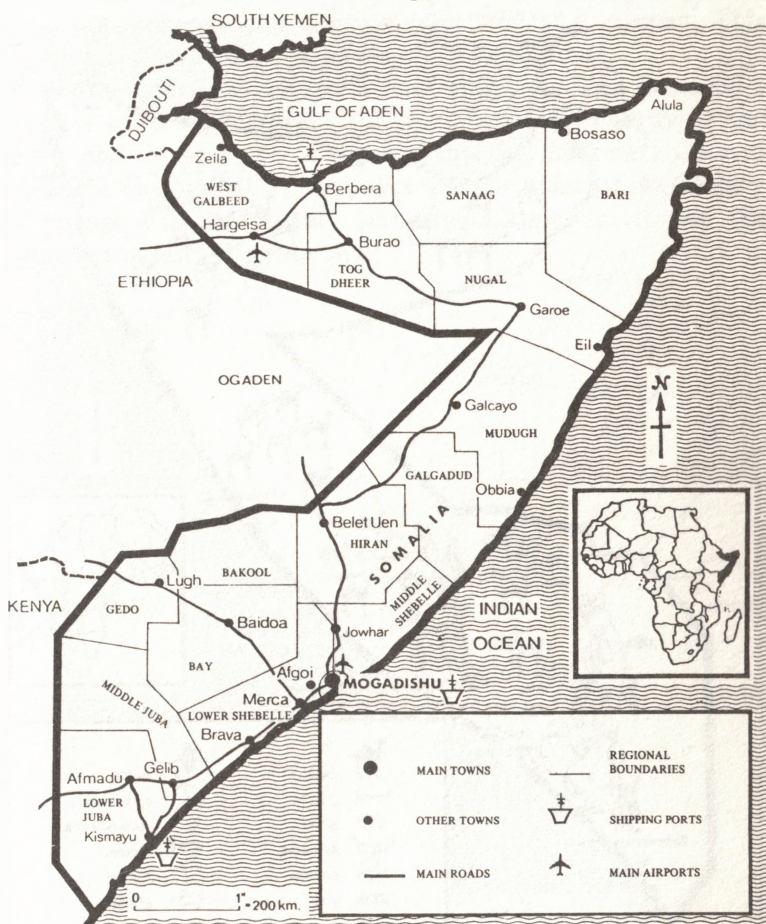 SOUTH YEMEN
DJIBOUTI
GULF OF ADEN
Alula
Bosaso
Zeila
WEST
GALBEED
Berbera
SANAAG
BARI
Hargeisa
Burao
ETHIOPIA
TOG
DHEER
NUGAL
Garoe
Eil
OGADEN
N
Galcayo
MUDUGH
GALGADUD
Obbia
Belet Uen
HIRAN
SOMALIA
BAKOOL
Lugh
MIDDLE
SHEBELLE
KENYA
GEDO
INDIAN
OCEAN
Baidoa
Jowhar
BAY
Afgoi
MOGADISHU
MIDDLE JUBA
Merca
LOWER SHEBELLE
Brava
Afmadu
Gelib
LOWER
JUBA
Kismayu
MAIN TOWNS
REGIONAL
BOUNDARIES
OTHER TOWNS
SHIPPING PORTS
MAIN ROADS
MAIN AIRPORTS
0 1"
=200 km.